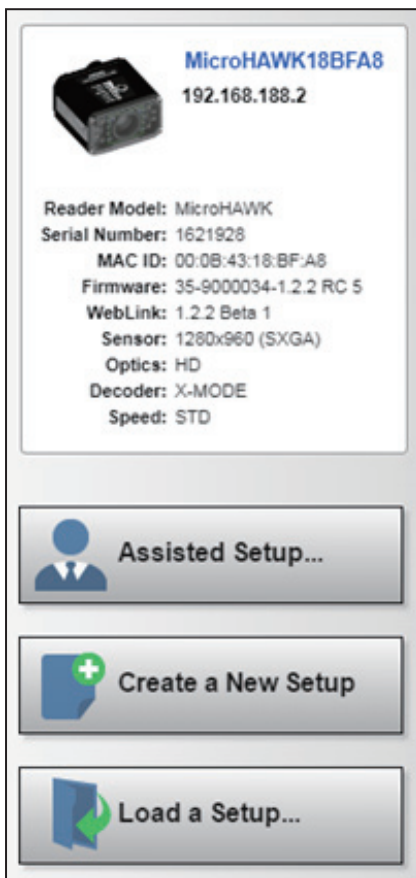 MicroHAWK18BFA8
192.168.188.2
Reader Model: MicroHAWK
Serial Number: 1621928
MAC ID: 00:0B:43:18:BF:A8
Firmware: 35-9000034-1.2.2 RC 5
WebLink: 1.2.2 Beta 1
Sensor: 1280x960 (SXGA)
Optics: HD
Decoder: X-MODE
Speed: STD
Assisted Setup...
Create a New Setup
Load a Setup...